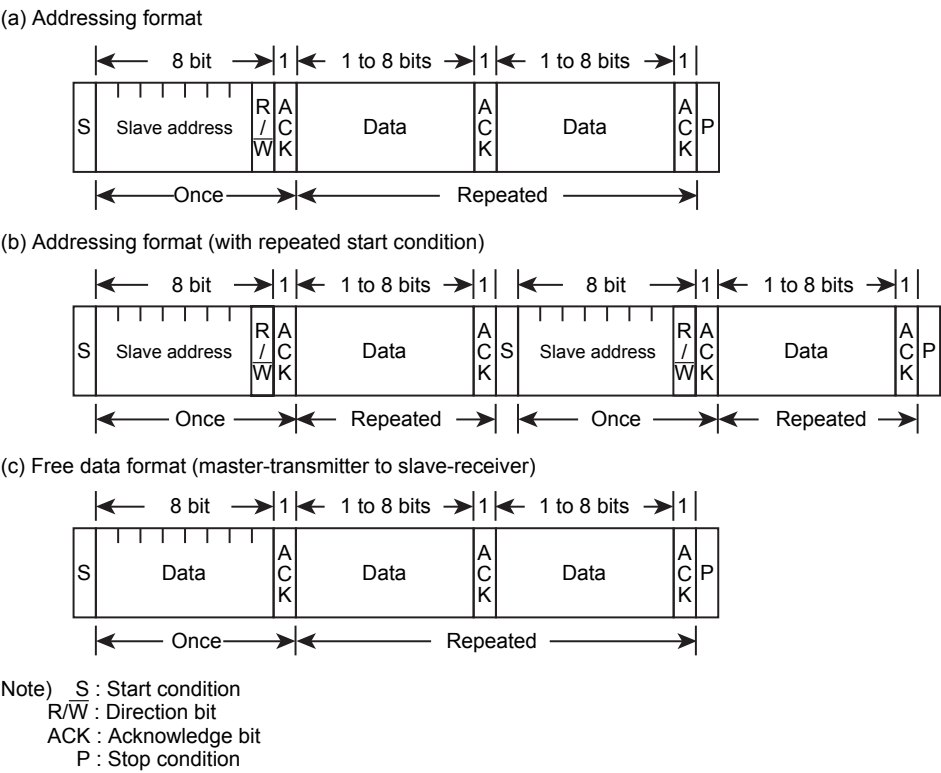 (a) Addressing format
8 bit 1 1 to 8 bits 1 1 to 8 bits 1
S Slave address R/W ACK Data ACK Data ACK P
Once Repeated
(b) Addressing format (with repeated start condition)
8 bit 1 1 to 8 bits 1 8 bit 1 1 to 8 bits 1
S Slave address R/W ACK Data ACK S Slave address R/W ACK Data ACK P
Once Repeated Once Repeated
(c) Free data format (master-transmitter to slave-receiver)
8 bit 1 1 to 8 bits 1 1 to 8 bits 1
S Data ACK Data ACK Data ACK P
Once Repeated
Note) S : Start condition
R/W̅ : Direction bit
ACK : Acknowledge bit
P : Stop condition